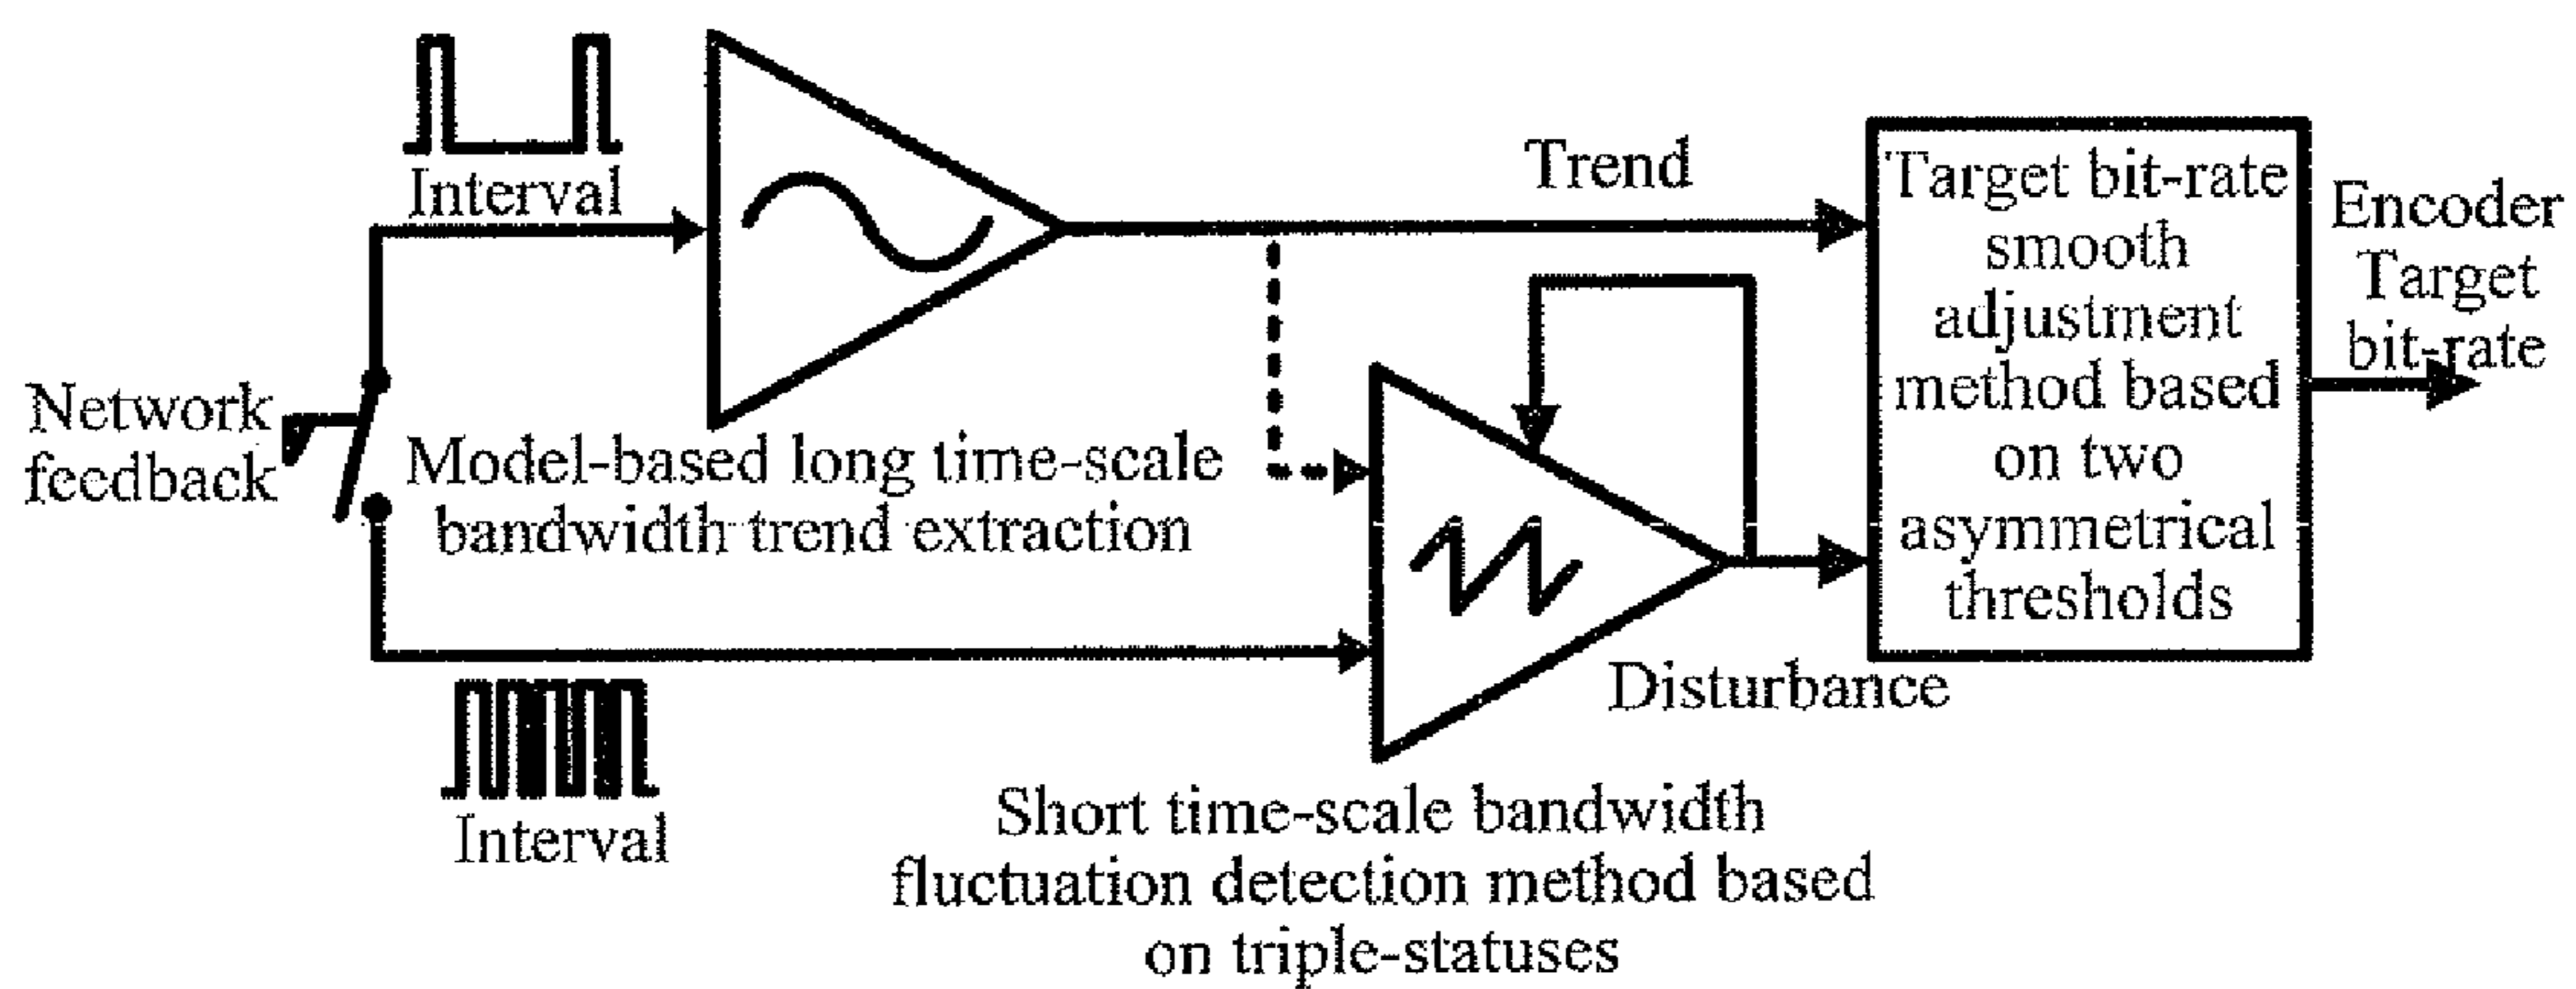 Interval
Trend
Target bit-rate
smooth
adjustment
method based
on two
asymmetrical
thresholds
Encoder
Target
bit-rate
Network
feedback
Model-based long time-scale
bandwidth trend extraction
Disturbance
Interval
Short time-scale bandwidth
fluctuation detection method based
on triple-statuses